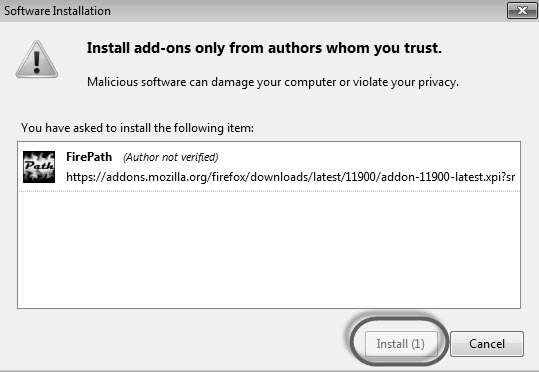 Software Installation
Install add-ons only from authors whom you trust.
Malicious software can damage your computer or violate your privacy.
You have asked to install the following item:
Path
FirePath (Author not verified)
https://addons.mozilla.org/firefox/downloads/latest/11900/addon-11900-latest.xpi?sr
Install (1)
Cancel